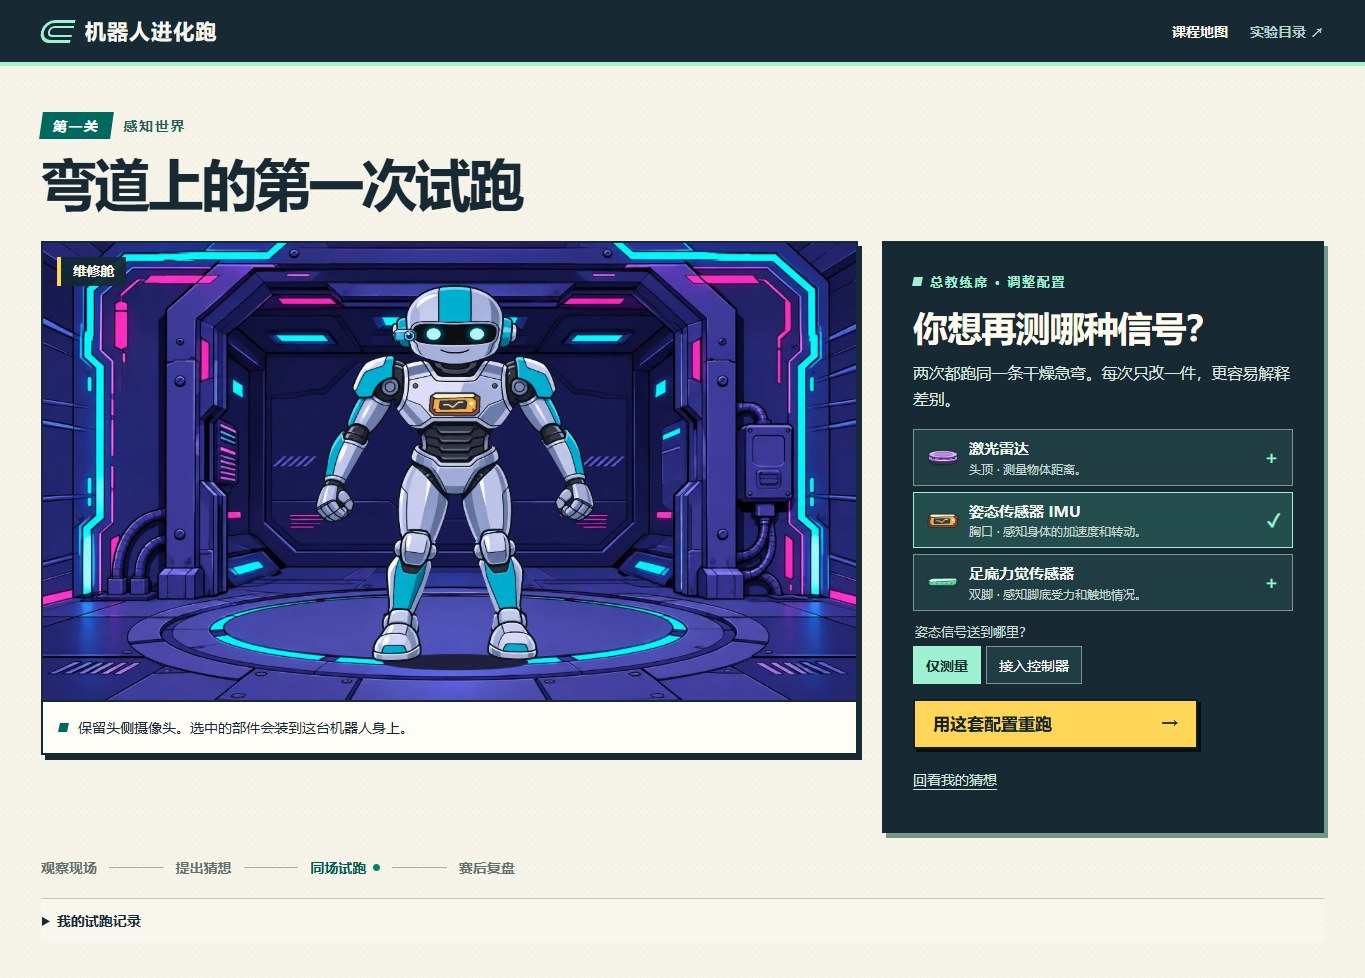 机器人进化跑
课程地图 实验目录 ↗
第一关 感知世界
弯道上的第一次试跑
维修舱
保留头侧摄像头。选中的部件会装到这台机器人身上。
总教练席 • 调整配置
你想再测哪种信号？
两次都跑同一条干燥急弯。每次只改一件，更容易解释
差别。
激光雷达
头顶 · 测量物体距离。
+
姿态传感器 IMU
胸口 · 感知身体的加速度和转动。
✓
足底力觉传感器
双脚 · 感知脚底受力和触地情况。
+
姿态信号送到哪里？
仅测量 接入控制器
用这套配置重跑 →
回看我的猜想
观察现场 提出猜想 同场试跑 赛后复盘
我的试跑记录